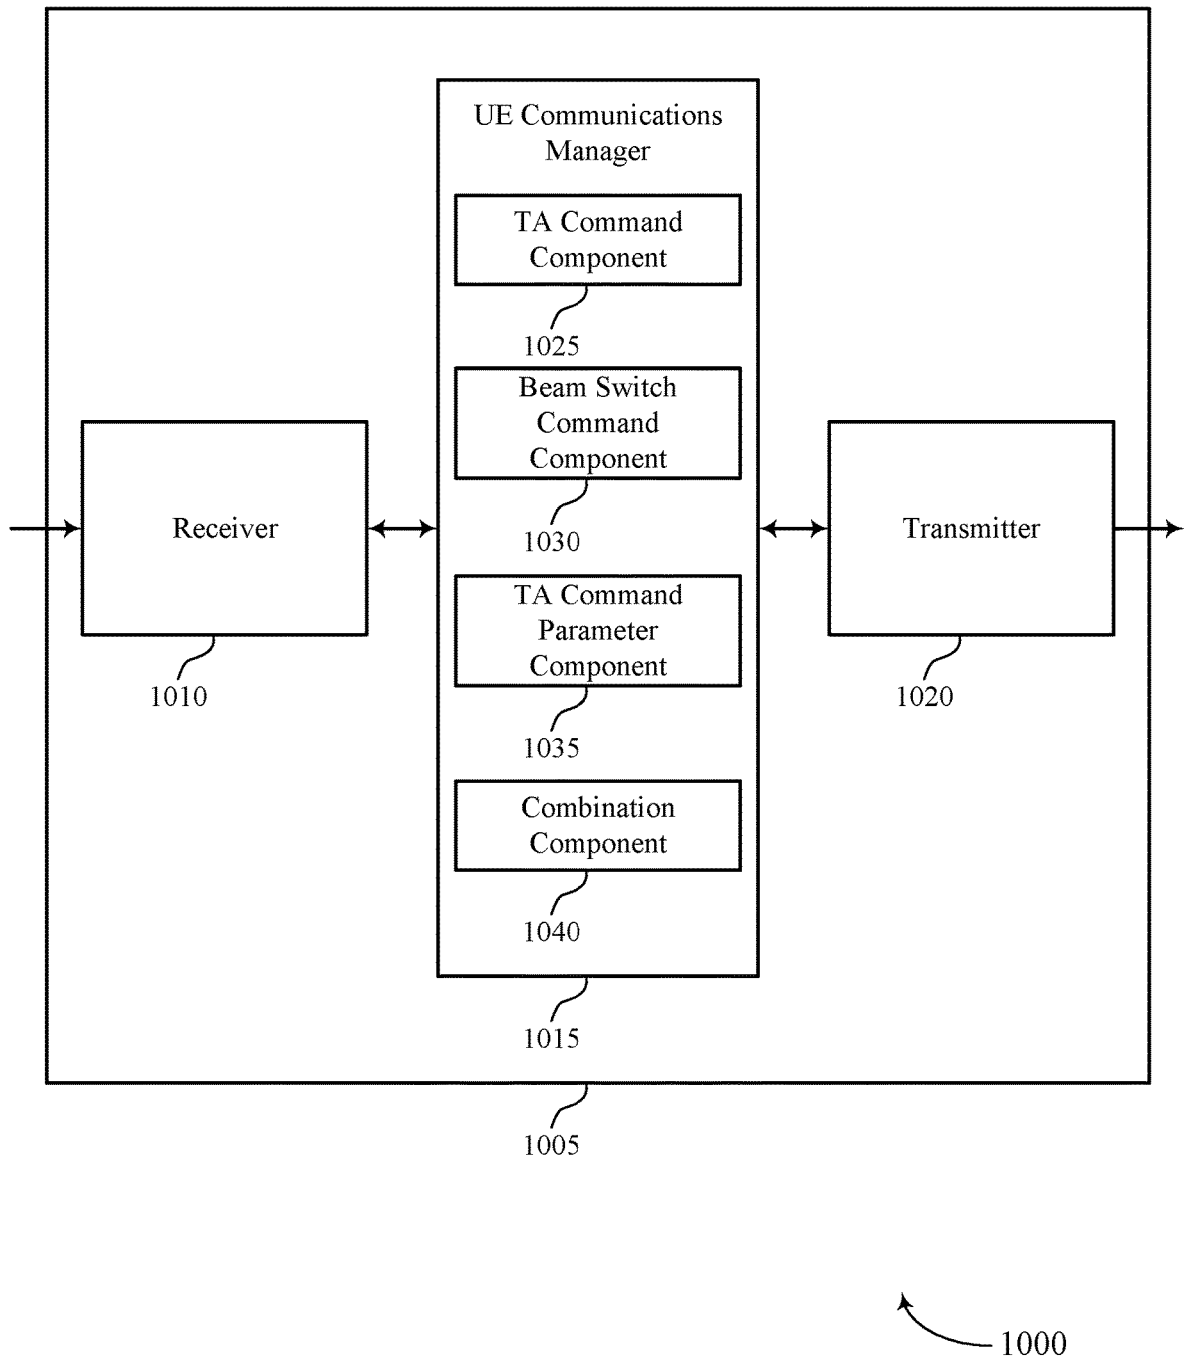 UE Communications
Manager
TA Command
Component
1025
Beam Switch
Command
Component
1030
Receiver
1010
TA Command
Parameter
Component
1035
Transmitter
1020
Combination
Component
1040
1015
1005
1000